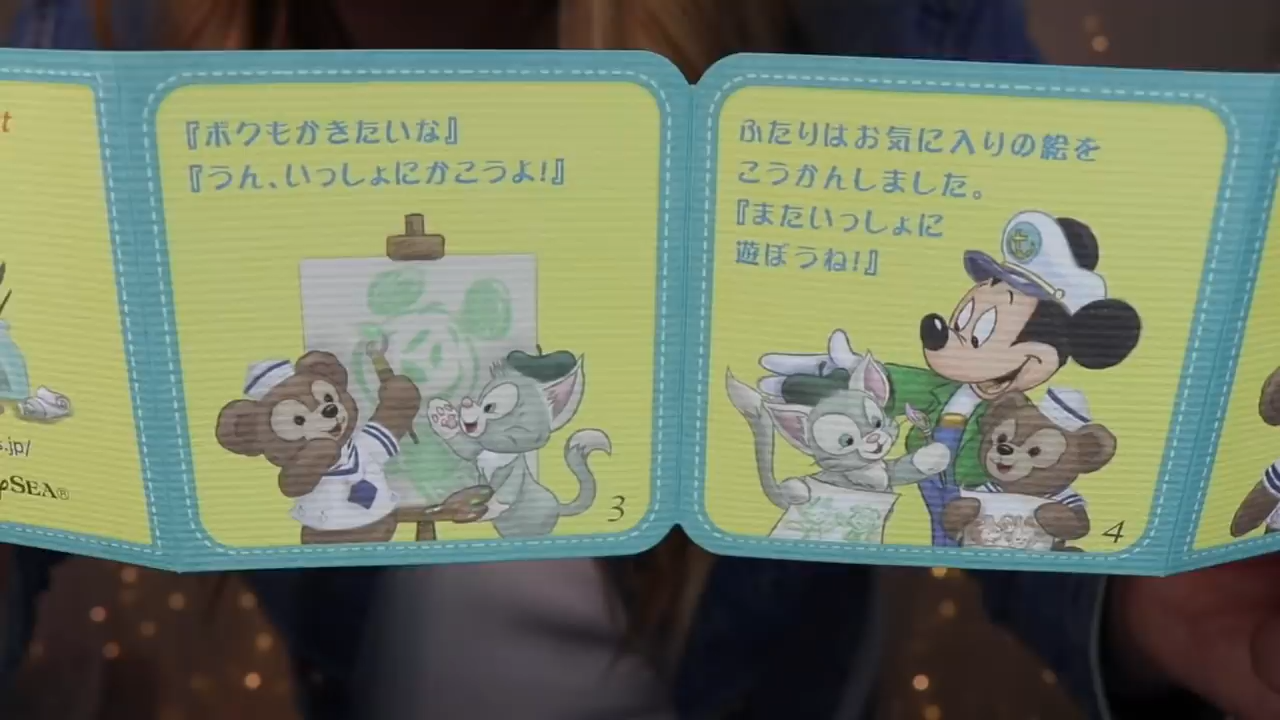 t
s.jp/
SEA®
『ボクもかきたいな』
『うん、いっしょにかこうよ!』
3
ふたりはお気に入りの絵を
こうかんしました。
『またいっしょに
遊ぼうね!』
4